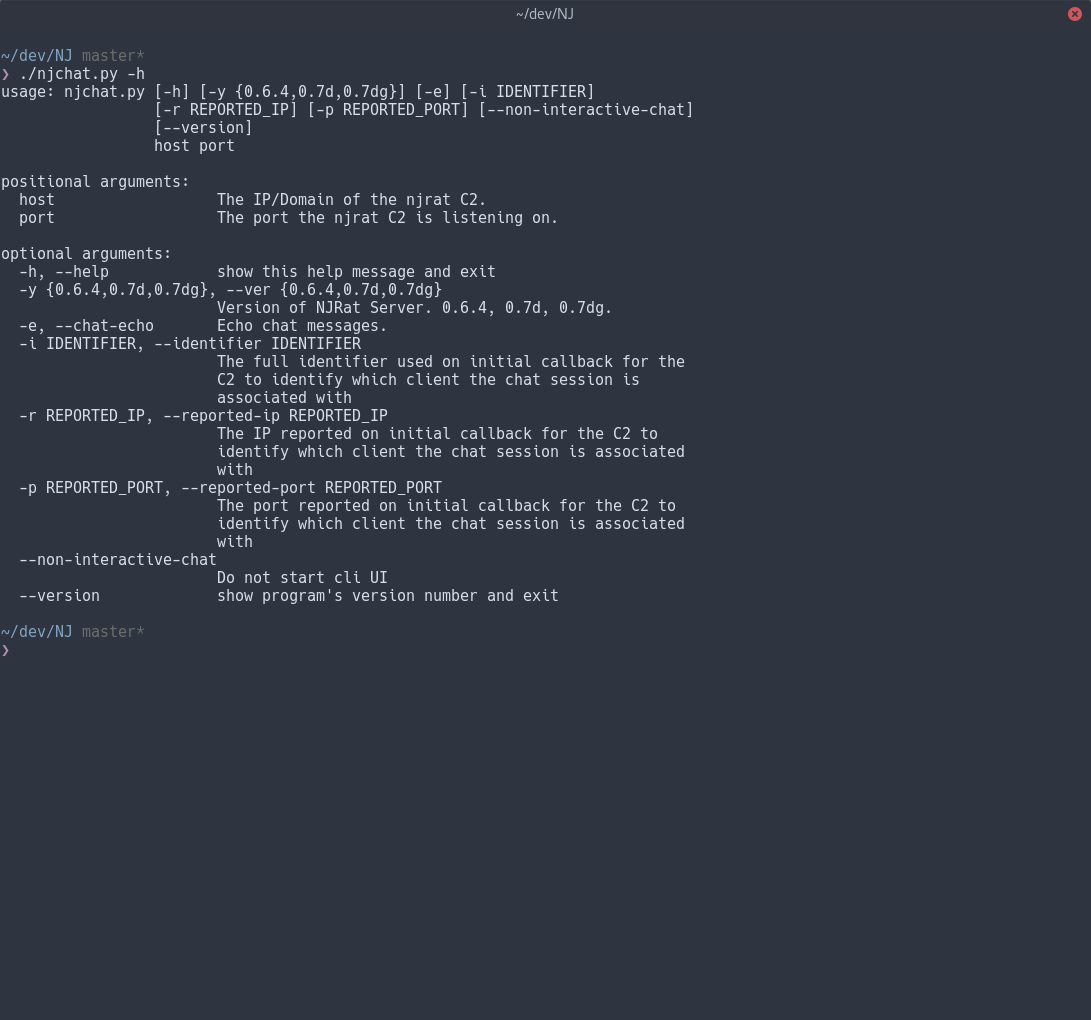 ~/dev/NJ
~/dev/NJ master*
❯ ./njchat.py -h
usage: njchat.py [-h] [-y {0.6.4,0.7d,0.7dg}] [-e] [-i IDENTIFIER]
                 [-r REPORTED_IP] [-p REPORTED_PORT] [--non-interactive-chat]
                 [--version]
                 host port

positional arguments:
  host                  The IP/Domain of the njrat C2.
  port                  The port the njrat C2 is listening on.

optional arguments:
  -h, --help            show this help message and exit
  -y {0.6.4,0.7d,0.7dg}, --ver {0.6.4,0.7d,0.7dg}
                        Version of NJRat Server. 0.6.4, 0.7d, 0.7dg.
  -e, --chat-echo       Echo chat messages.
  -i IDENTIFIER, --identifier IDENTIFIER
                        The full identifier used on initial callback for the
                        C2 to identify which client the chat session is
                        associated with
  -r REPORTED_IP, --reported-ip REPORTED_IP
                        The IP reported on initial callback for the C2 to
                        identify which client the chat session is associated
                        with
  -p REPORTED_PORT, --reported-port REPORTED_PORT
                        The port reported on initial callback for the C2 to
                        identify which client the chat session is associated
                        with
  --non-interactive-chat
                        Do not start cli UI
  --version             show program's version number and exit

~/dev/NJ master*
❯